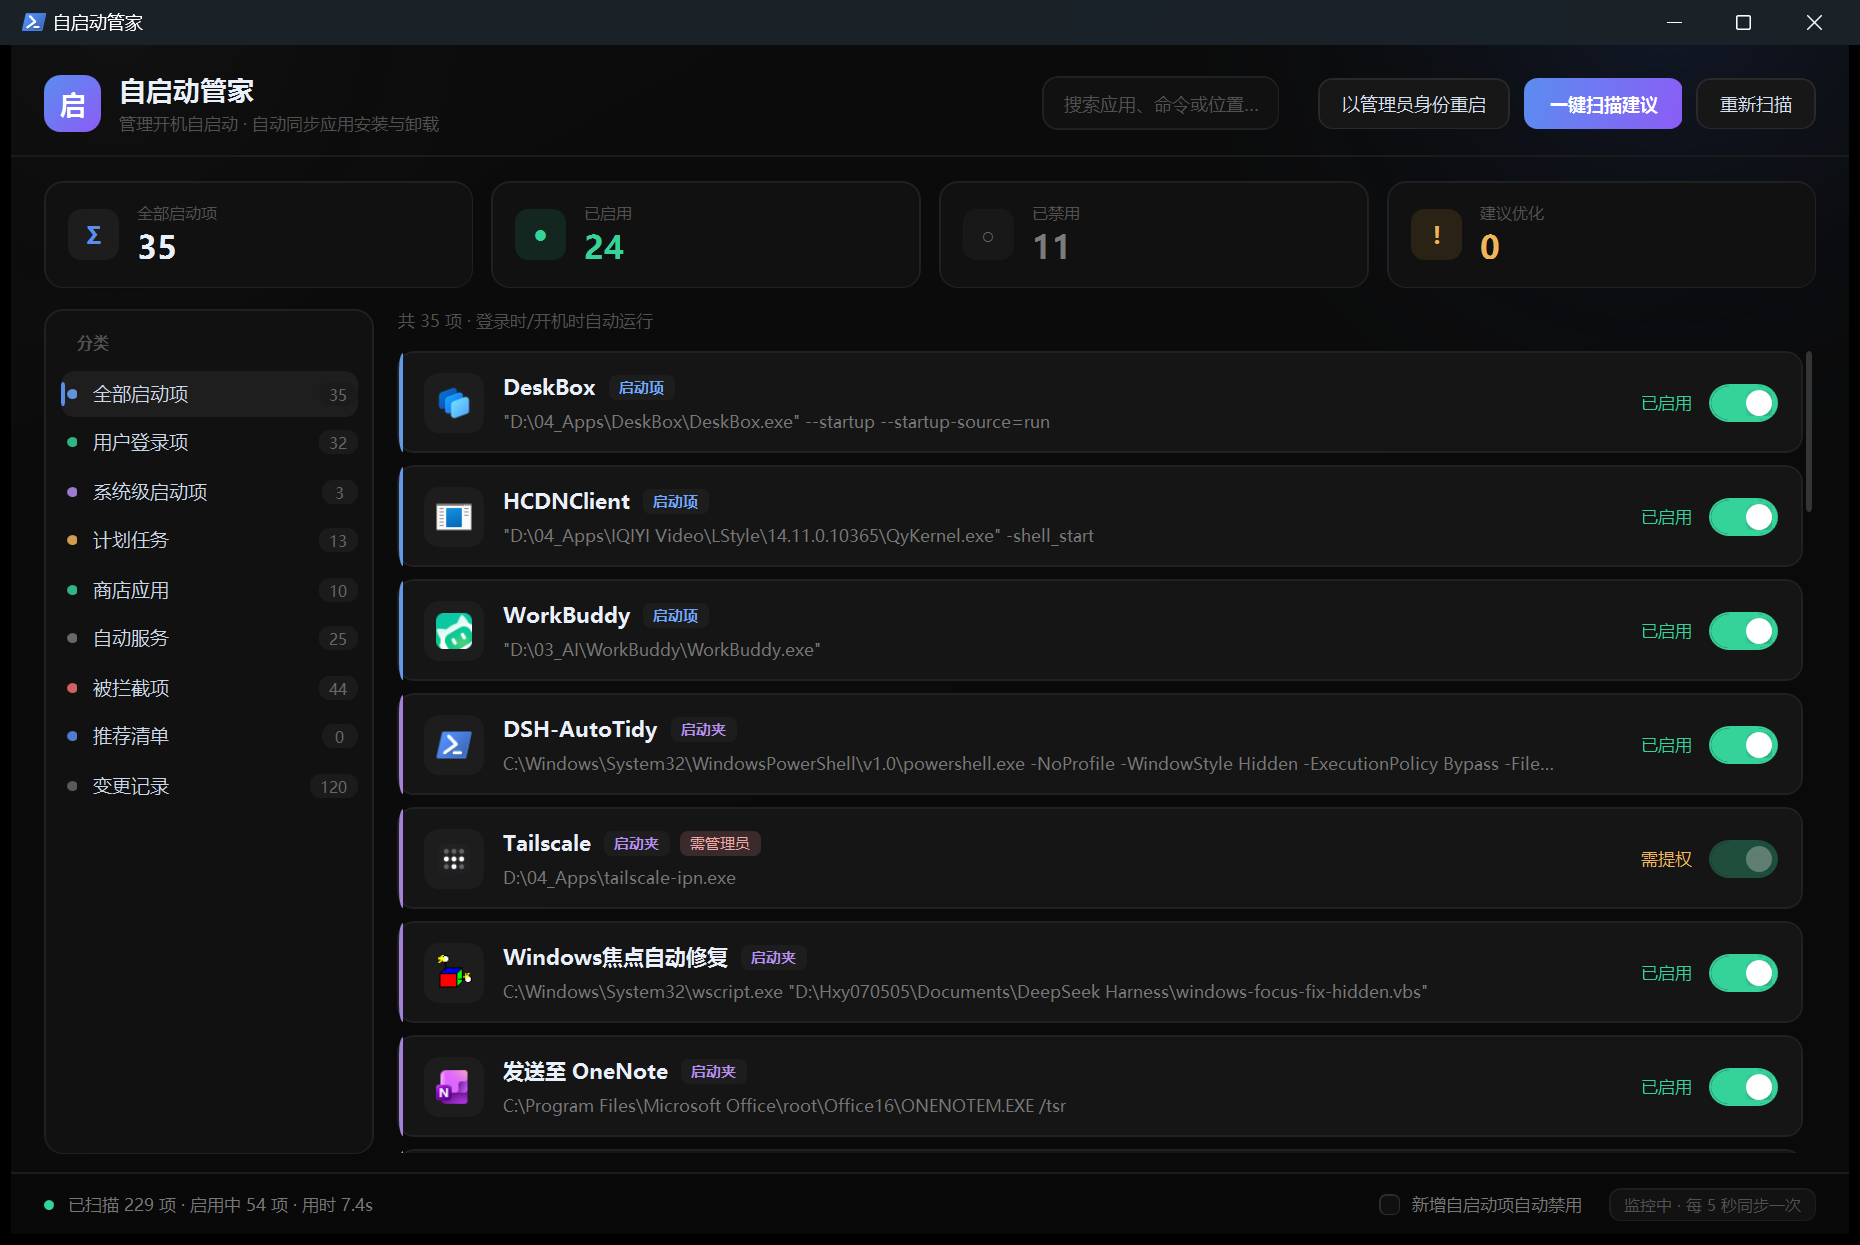 自启动管家
启
自启动管家
管理开机自启动 · 自动同步应用安装与卸载
搜索应用、命令或位置...
以管理员身份重启
一键扫描建议
重新扫描
Σ
全部启动项
35
已启用
24
已禁用
11
!
建议优化
0
分类
全部启动项 35
用户登录项 32
系统级启动项 3
计划任务 13
商店应用 10
自动服务 25
被拦截项 44
推荐清单 0
变更记录 120
共 35 项 · 登录时/开机时自动运行
DeskBox 启动项
"D:\04_Apps\DeskBox\DeskBox.exe" --startup --startup-source=run
已启用
HCDNClient 启动项
"D:\04_Apps\IQIYI Video\LStyle\14.11.0.10365\QyKernel.exe" -shell_start
已启用
WorkBuddy 启动项
"D:\03_AI\WorkBuddy\WorkBuddy.exe"
已启用
DSH-AutoTidy 启动夹
C:\Windows\System32\WindowsPowerShell\v1.0\powershell.exe -NoProfile -WindowStyle Hidden -ExecutionPolicy Bypass -File...
已启用
Tailscale 启动夹 需管理员
D:\04_Apps\tailscale-ipn.exe
需提权
Windows焦点自动修复 启动夹
C:\Windows\System32\wscript.exe "D:\Hxy070505\Documents\DeepSeek Harness\windows-focus-fix-hidden.vbs"
已启用
N
发送至 OneNote 启动夹
C:\Program Files\Microsoft Office\root\Office16\ONENOTEM.EXE /tsr
已启用
已扫描 229 项 · 启用中 54 项 · 用时 7.4s
新增自启动项自动禁用
监控中 · 每 5 秒同步一次